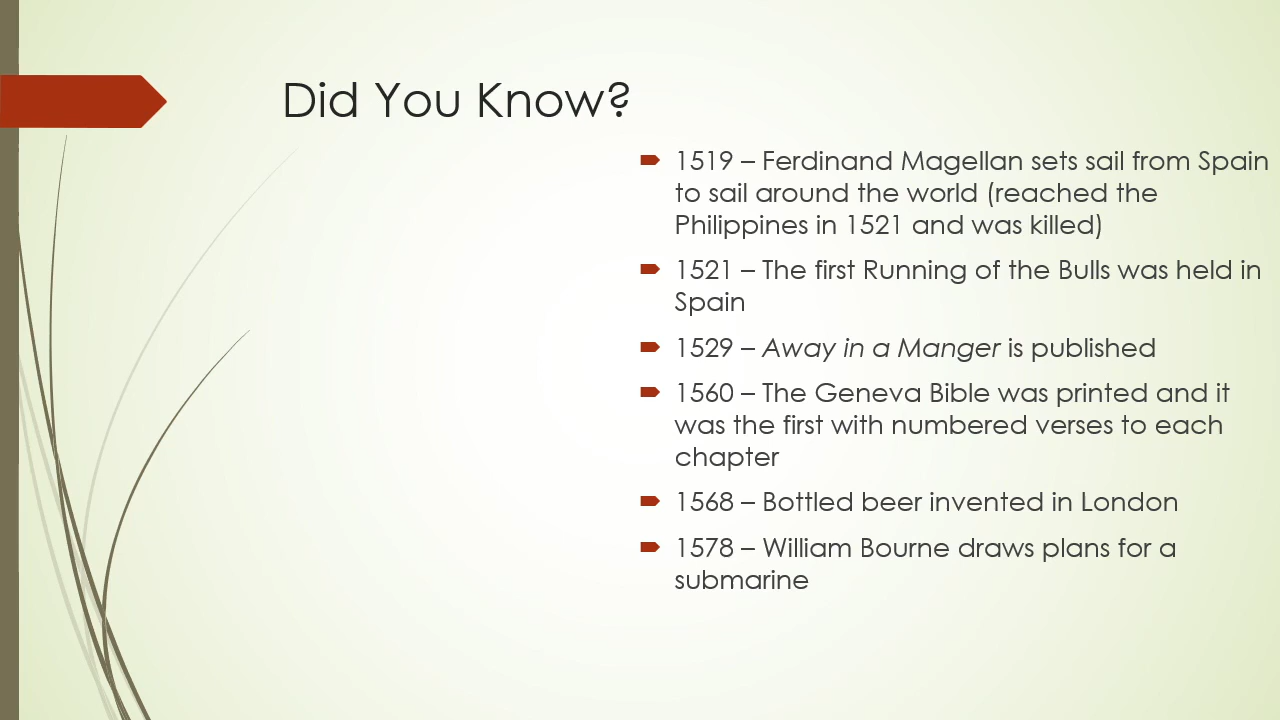 Did You Know?
1519 – Ferdinand Magellan sets sail from Spain
to sail around the world (reached the
Philippines in 1521 and was killed)
1521 – The first Running of the Bulls was held in
Spain
1529 – Away in a Manger is published
1560 – The Geneva Bible was printed and it
was the first with numbered verses to each
chapter
1568 – Bottled beer invented in London
1578 – William Bourne draws plans for a
submarine